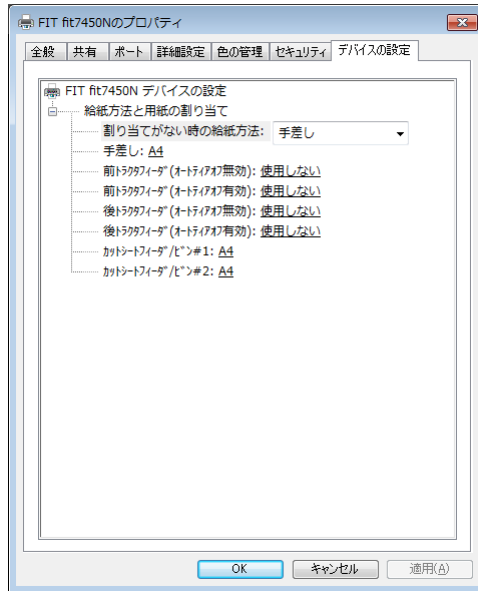 FIT fit7450Nのプロパティ
全般 共有 ポート 詳細設定 色の管理 セキュリティ デバイスの設定
FIT fit7450N デバイスの設定
給紙方法と用紙の割り当て
割り当てがない時の給紙方法: 手差し
手差し: A4
前ﾄﾗｸﾀﾌｨｰﾀﾞ(ｵｰﾄﾃｨｱｵﾌ無効): 使用しない
前ﾄﾗｸﾀﾌｨｰﾀﾞ(ｵｰﾄﾃｨｱｵﾌ有効): 使用しない
後ﾄﾗｸﾀﾌｨｰﾀﾞ(ｵｰﾄﾃｨｱｵﾌ無効): 使用しない
後ﾄﾗｸﾀﾌｨｰﾀﾞ(ｵｰﾄﾃｨｱｵﾌ有効): 使用しない
ｶｯﾄｼｰﾄﾌｨｰﾀﾞ/ﾋﾞﾝ#1: A4
ｶｯﾄｼｰﾄﾌｨｰﾀﾞ/ﾋﾞﾝ#2: A4
OK キャンセル 適用(A)